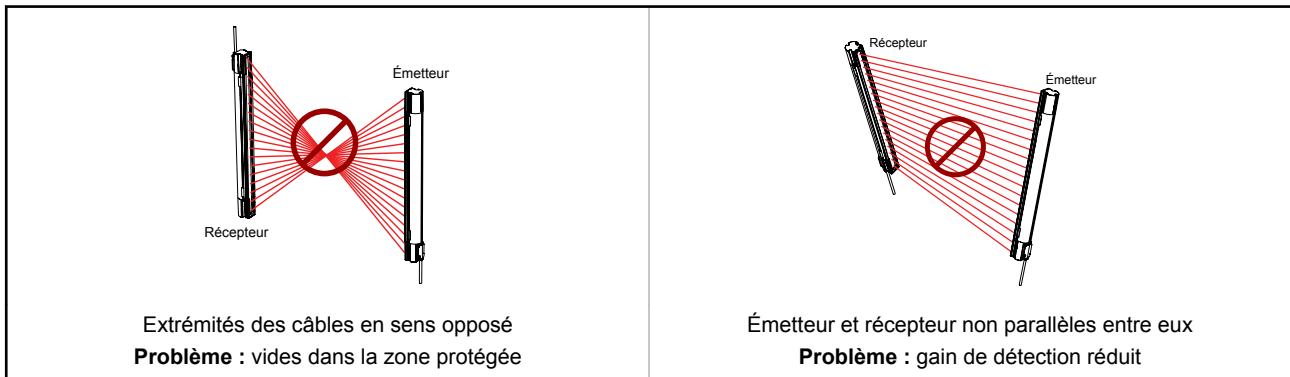 Récepteur
Émetteur
Récepteur
Extrémités des câbles en sens opposé
Problème : vides dans la zone protégée
Récepteur
Émetteur
Émetteur et récepteur non parallèles entre eux
Problème : gain de détection réduit